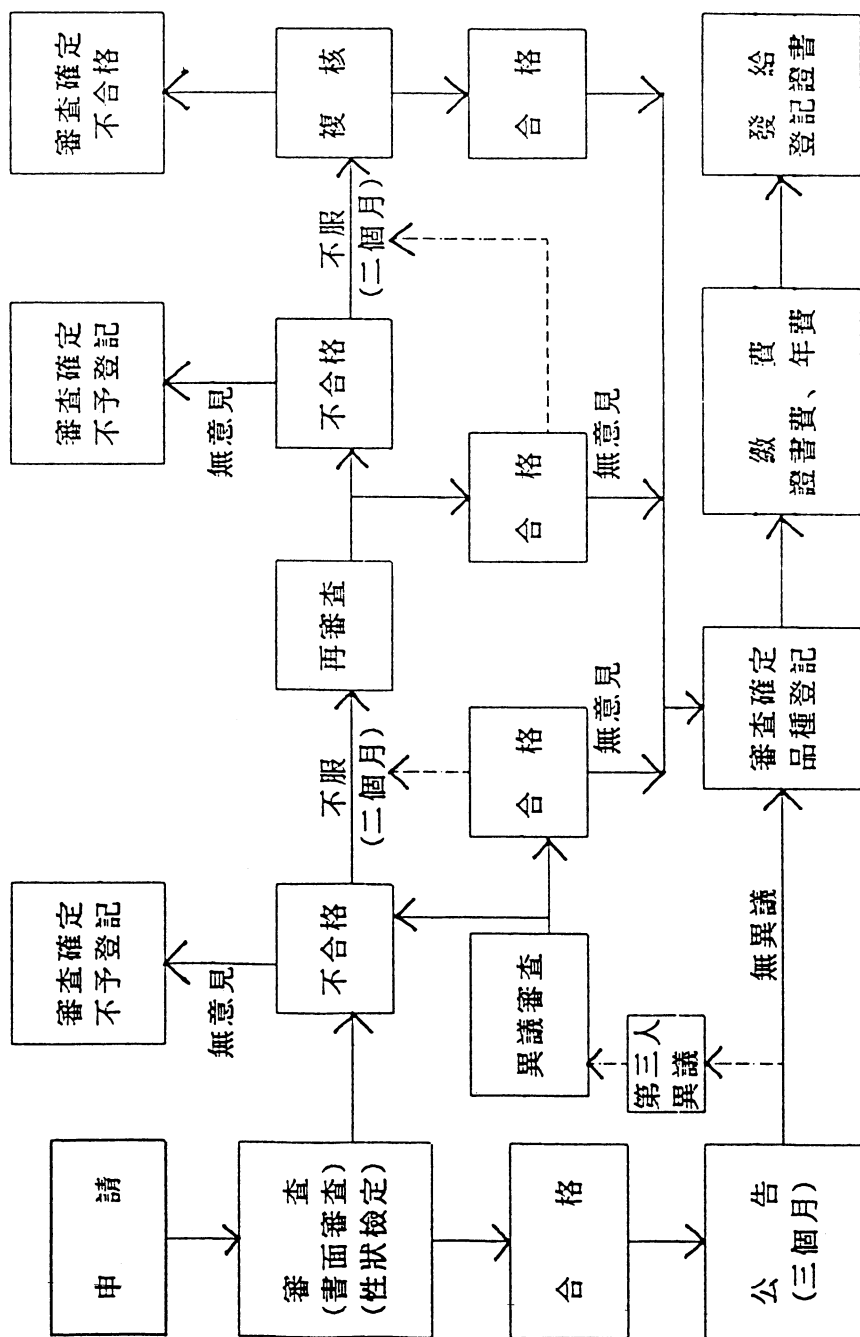 申請
審查
(書面審查)
(性狀檢定)
合格
公告
(三個月)
審查確定
不予登記
無意見
不合格
異議審查
第三人
異議
無異議
不服
(二個月)
合格
無意見
再審查
審查確定
品種登記
審查確定
不予登記
無意見
不合格
合格
無意見
繳費
證書費、年費
不服
(二個月)
審查確定
不合格
複核
合格
發給
登記證書